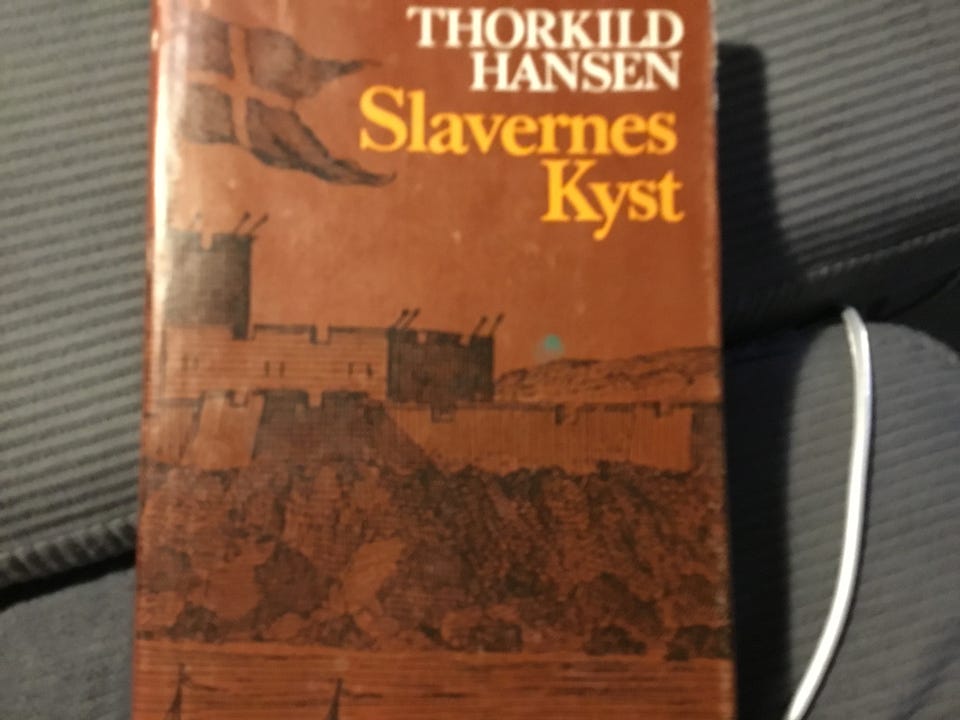 THORKILD
HANSEN
Slavernes
Kyst